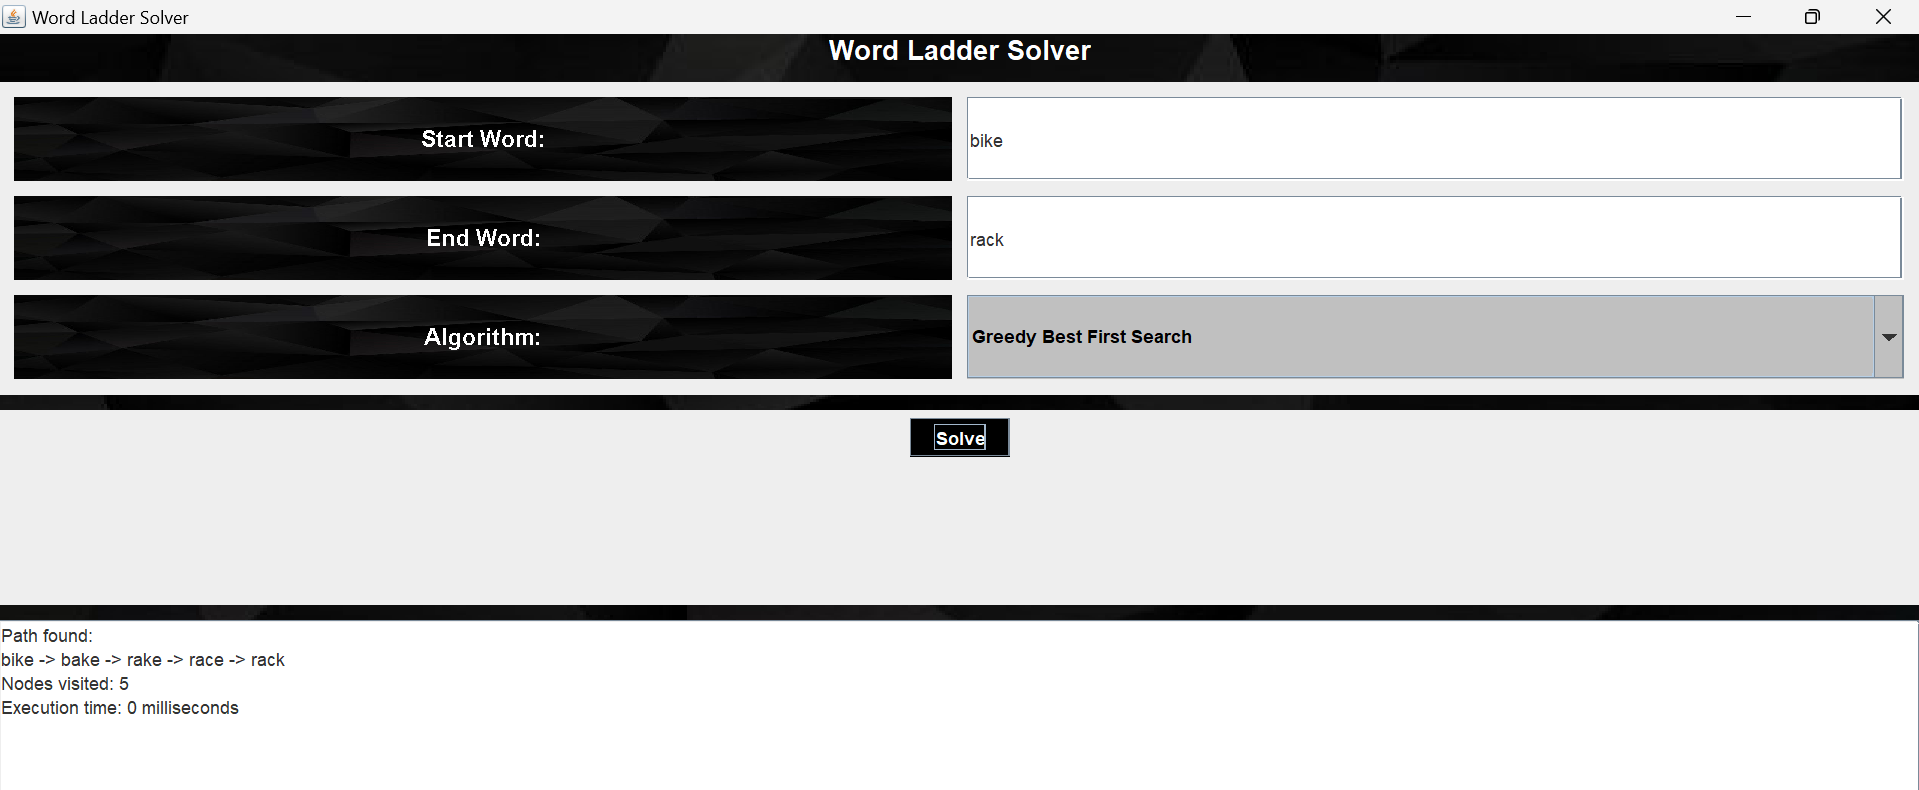 Word Ladder Solver
Word Ladder Solver
Start Word:
bike
End Word:
rack
Algorithm:
Greedy Best First Search
Solve
Path found:
bike -> bake -> rake -> race -> rack
Nodes visited: 5
Execution time: 0 milliseconds